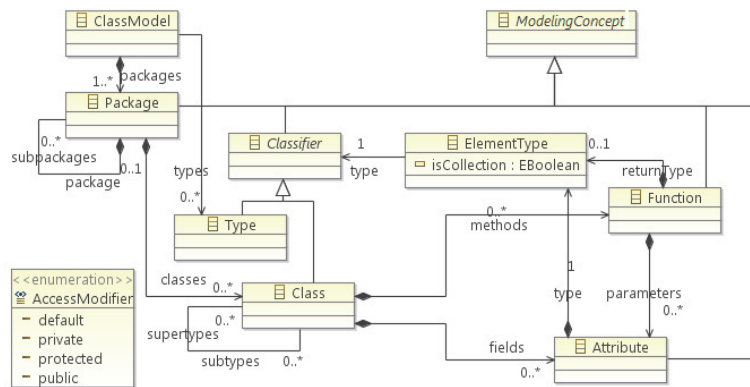 ClassModel
ModelingConcept
1..*
packages
Package
0..*
subpackages
0..1
package
types
0..*
Classifier
1
type
ElementType
isCollection : EBoolean
0..1
returnType
Function
Type
0..*
methods
classes
0..*
Class
0..*
supertypes
subtypes
0..*
1
type
parameters
0..*
fields
0..*
Attribute
<<enumeration>>
AccessModifier
default
private
protected
public